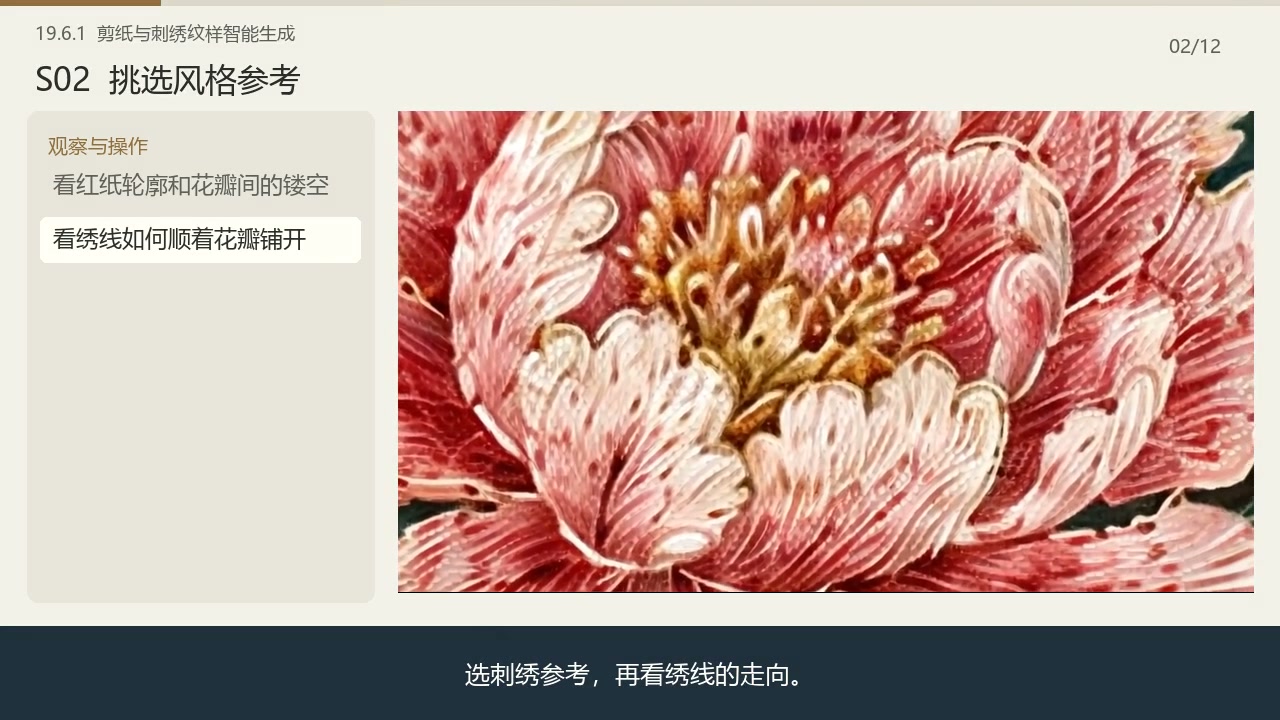 19.6.1 剪纸与刺绣纹样智能生成
02/12
S02 挑选风格参考
观察与操作
看红纸轮廓和花瓣间的镂空
看绣线如何顺着花瓣铺开
选刺绣参考，再看绣线的走向。